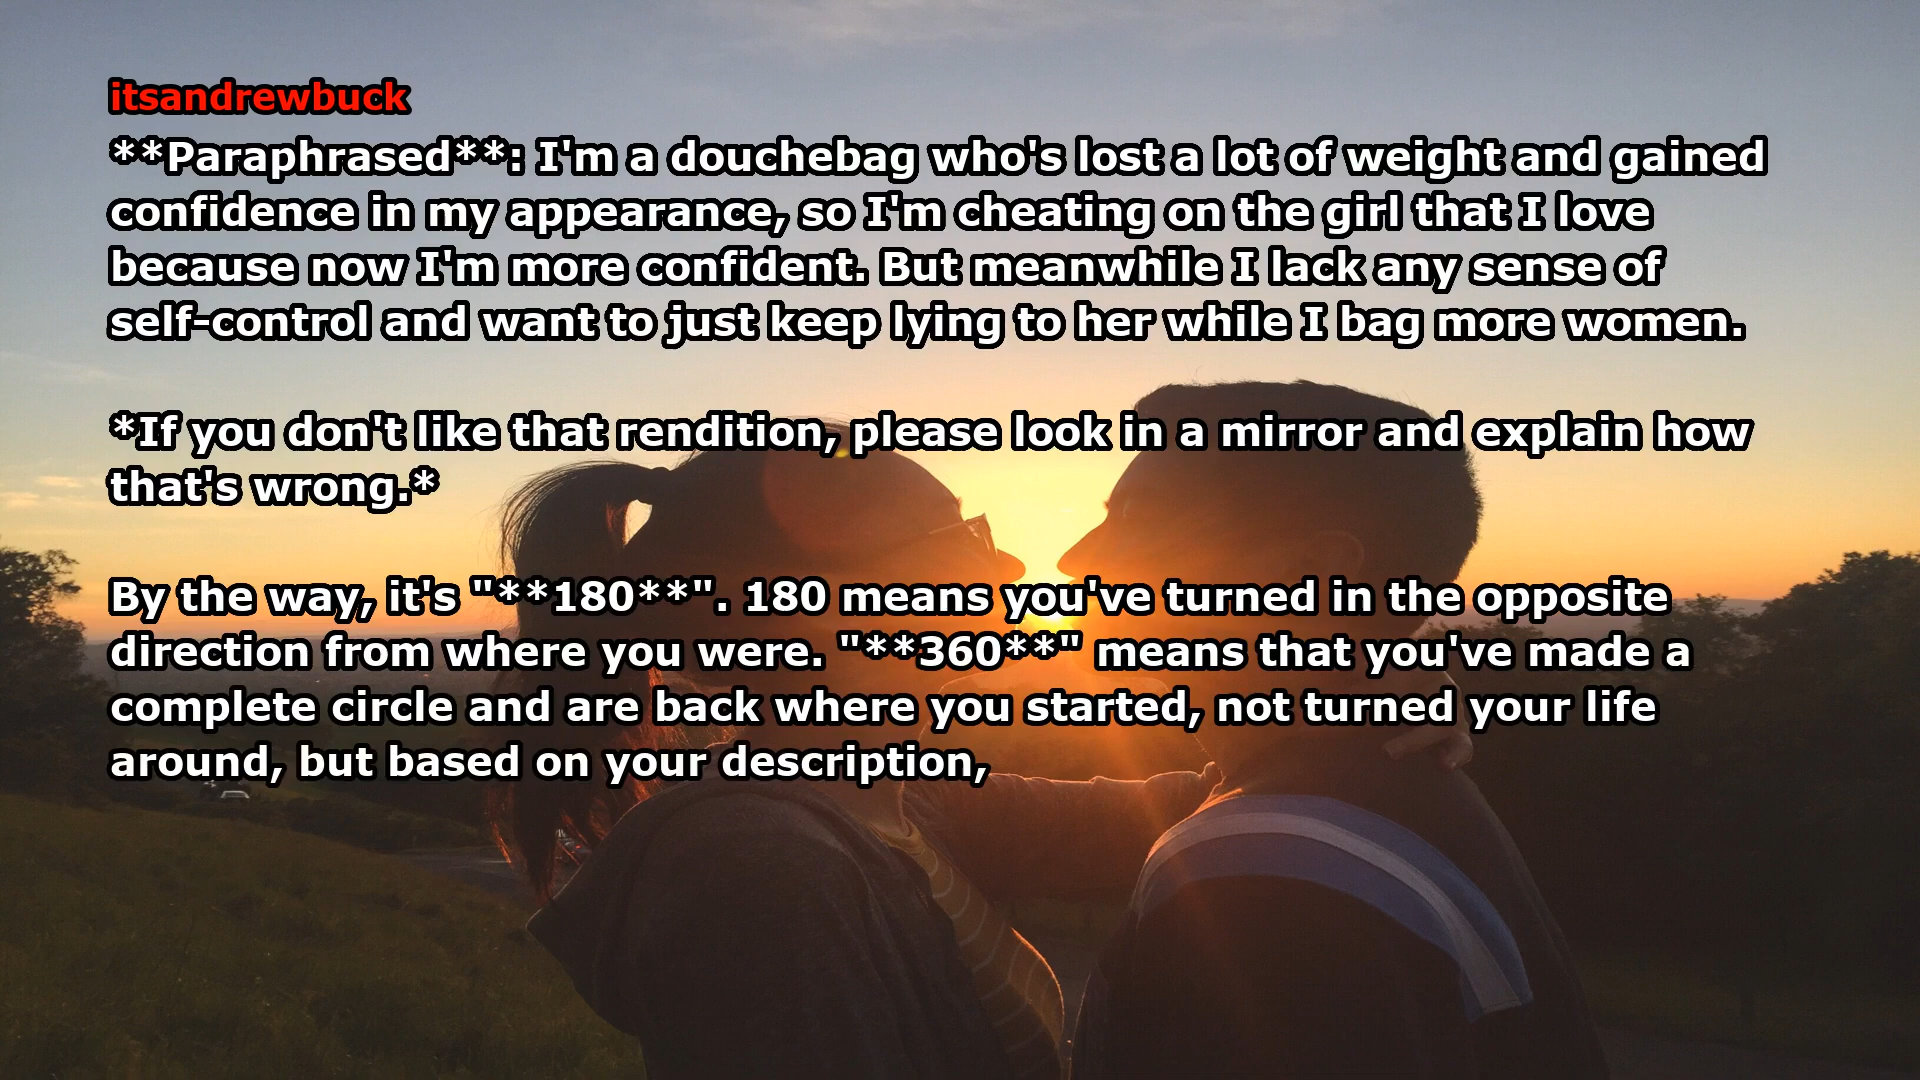 itsandrewbuck
**Paraphrased**: I'm a douchebag who's lost a lot of weight and gained
confidence in my appearance, so I'm cheating on the girl that I love
because now I'm more confident. But meanwhile I lack any sense of
self-control and want to just keep lying to her while I bag more women.
*If you don't like that rendition, please look in a mirror and explain how
that's wrong.*
By the way, it's "**180**". 180 means you've turned in the opposite
direction from where you were. "**360**" means that you've made a
complete circle and are back where you started, not turned your life
around, but based on your description,